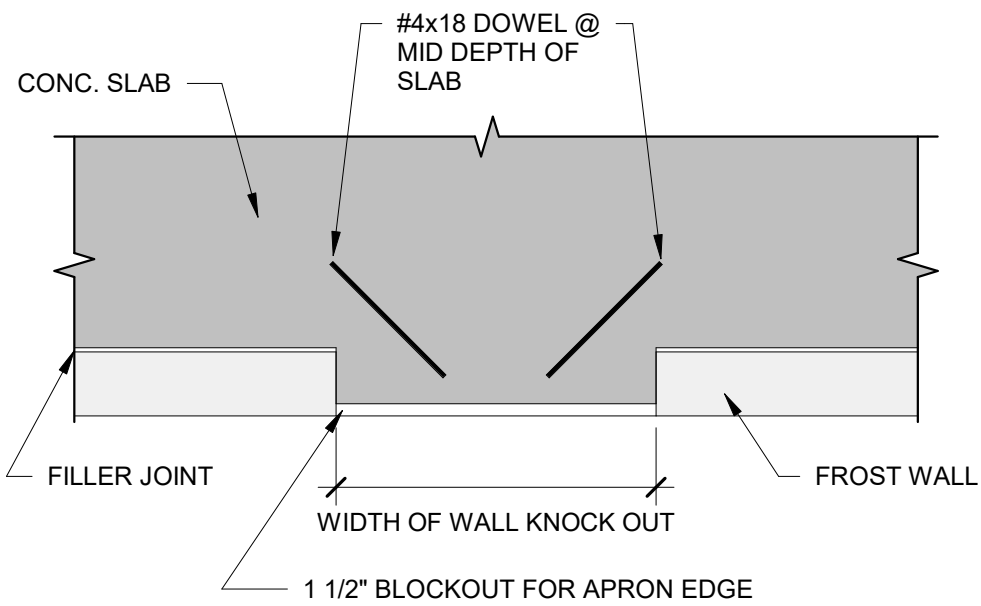 #4x18 DOWEL @
MID DEPTH OF
SLAB
CONC. SLAB
FILLER JOINT
FROST WALL
WIDTH OF WALL KNOCK OUT
1 1/2" BLOCKOUT FOR APRON EDGE